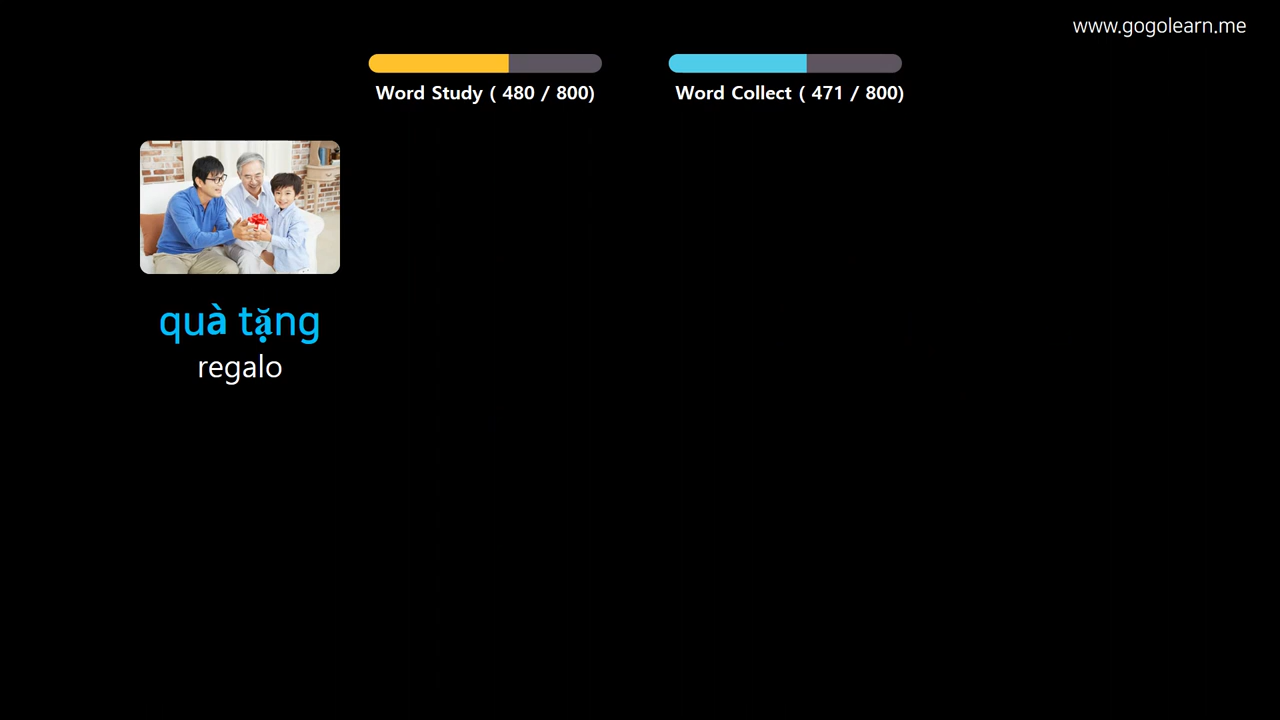 www.gogolearn.me
Word Study ( 480 / 800)
Word Collect ( 471 / 800)
quà tặng
regalo